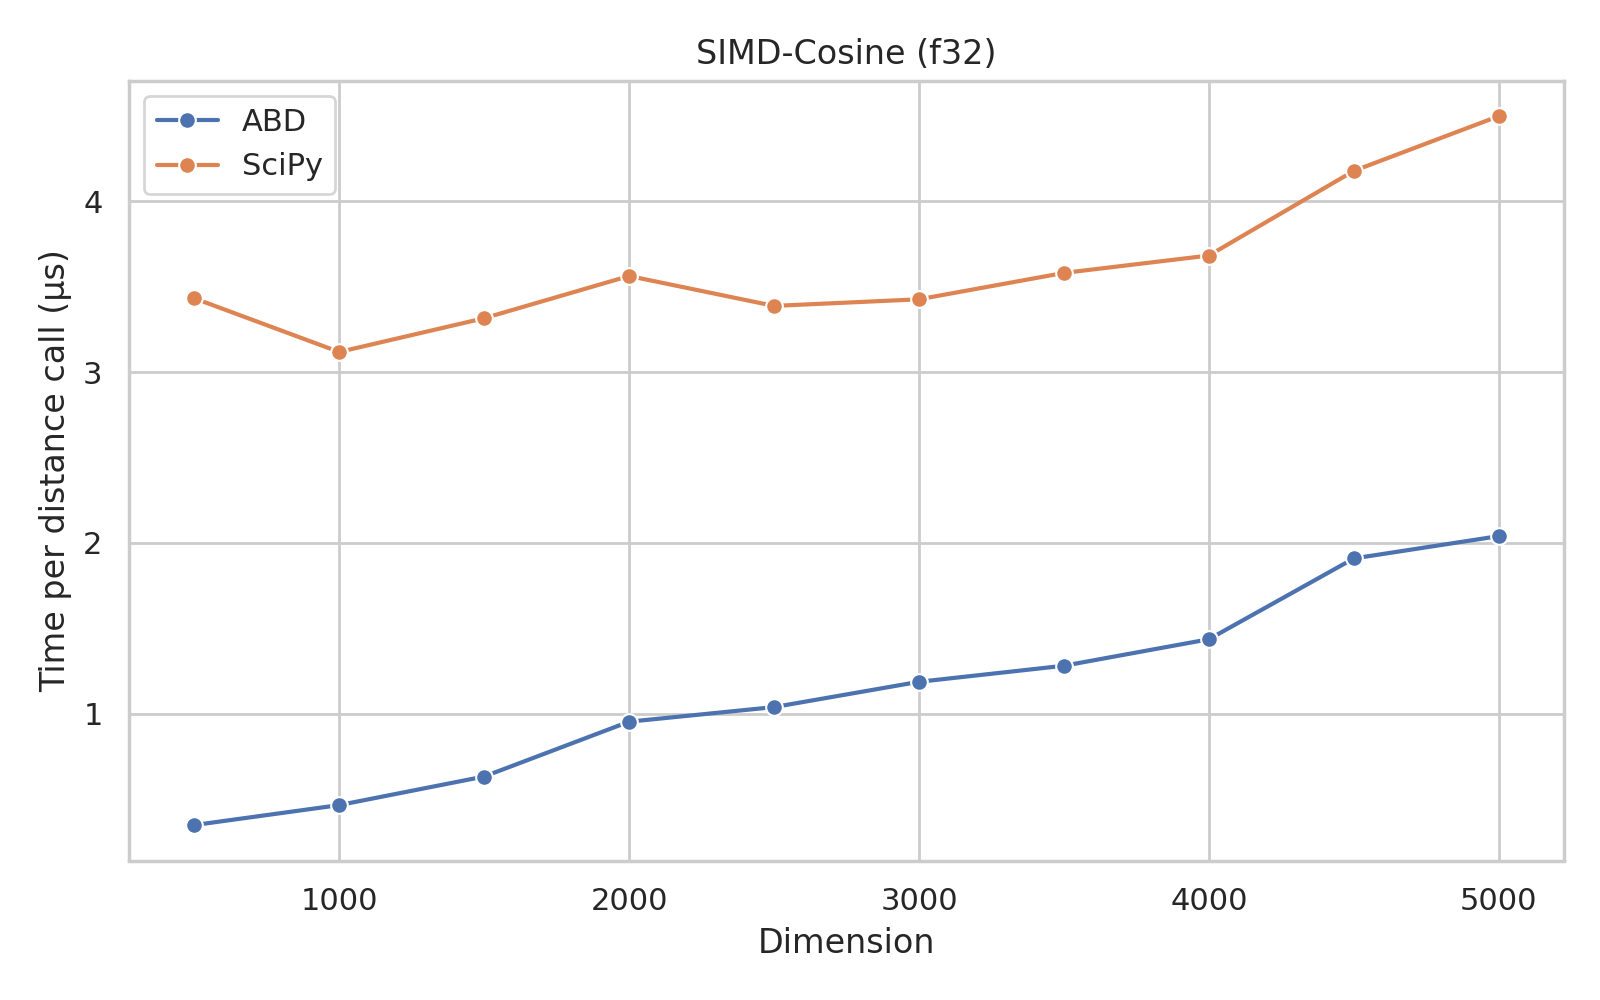 SIMD-Cosine (f32)
ABD
SciPy
Time per distance call (µs)
4
3
2
1
1000
2000
3000
4000
5000
Dimension